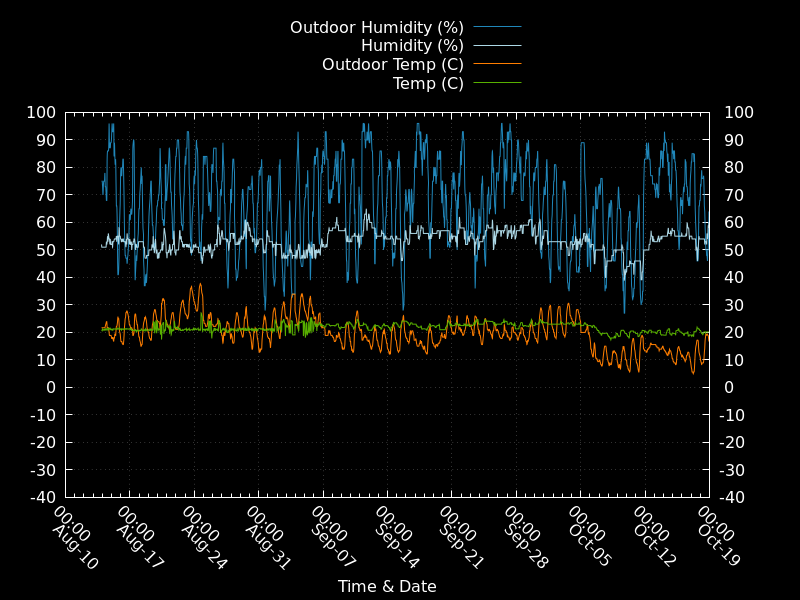 Outdoor Humidity (%)
Humidity (%)
Outdoor Temp (C)
Temp (C)
100 100
90 90
80 80
70 70
60 60
50 50
40 40
30 30
20 20
10 10
0 0
-10 -10
-20 -20
-30 -30
-40 -40
00:00 00:00 00:00 00:00 00:00 00:00 00:00 00:00 00:00 00:00 00:00
Aug-10 Aug-17 Aug-24 Aug-31 Sep-07 Sep-14 Sep-21 Sep-28 Oct-05 Oct-12 Oct-19
Time & Date